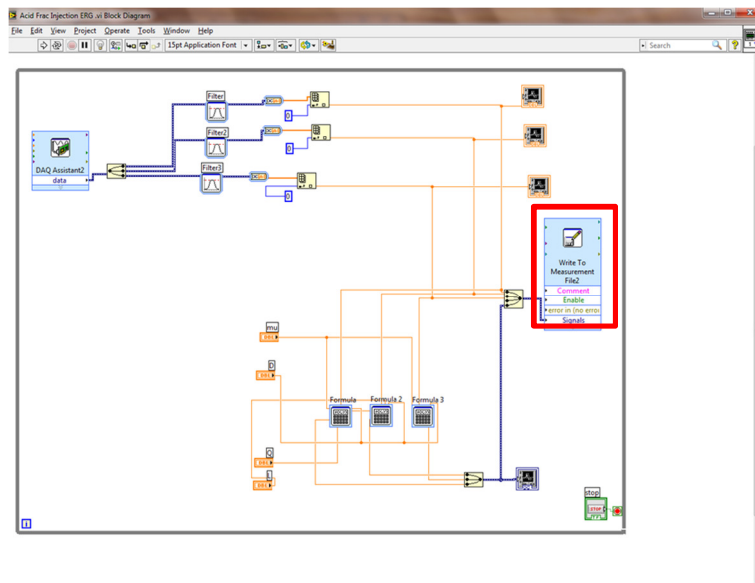 Acid Frac Injection ERG .vi Block Diagram
File Edit View Project Operate Tools Window Help
15pt Application Font
Search
Filter
0
Filter2
0
DAQ Assistant2
data
Filter3
0
Write To
Measurement
File2
Comment
Enable
error in (no erro
Signals
mu
D
Formula Formula 2 Formula 3
Q
L
stop
STOP
i